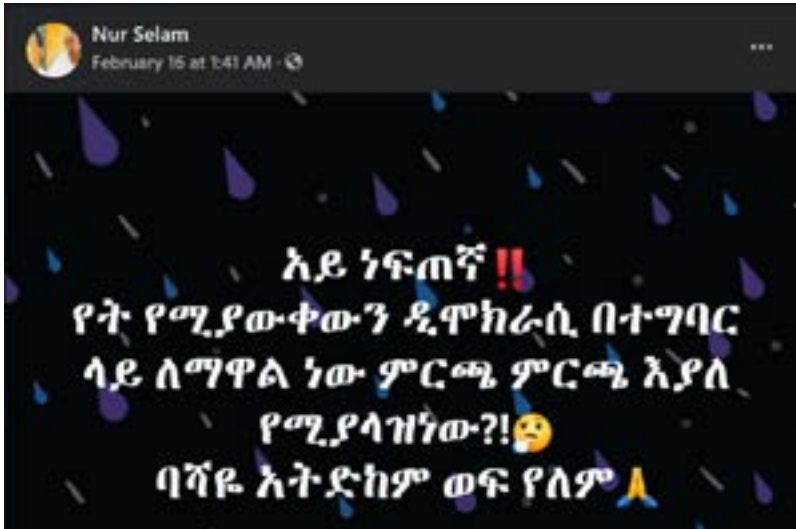 Nur Selam
February 16 at 1:41 AM ·
አይ ነፍጠኛ‼️
የት የሚያውቀውን ዲሞክራሲ በተግባር
ላይ ለማዋል ነው ምርጫ ምርጫ እያለ
የሚያላዝነው?!🤔
ባሻዬ አትድከም ወፍ የለም🙏